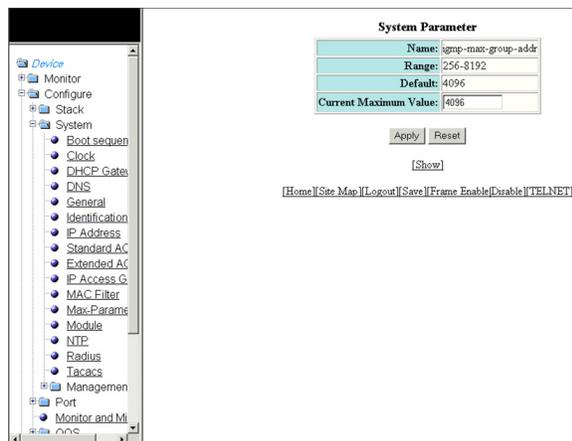 Device
Monitor
Configure
Stack
System
Boot sequen
Clock
DHCP Gatew
DNS
General
Identification
IP Address
Standard AC
Extended AC
IP Access G
MAC Filter
Max-Parame
Module
NTP
Radius
Tacacs
Managemen
Port
Monitor and Mi
QOS
System Parameter
Name: igmp-max-group-addr
Range: 256-8192
Default: 4096
Current Maximum Value: 4096
Apply Reset
[Show]
[Home][Site Map][Logout][Save][Frame Enable|Disable][TELNET]